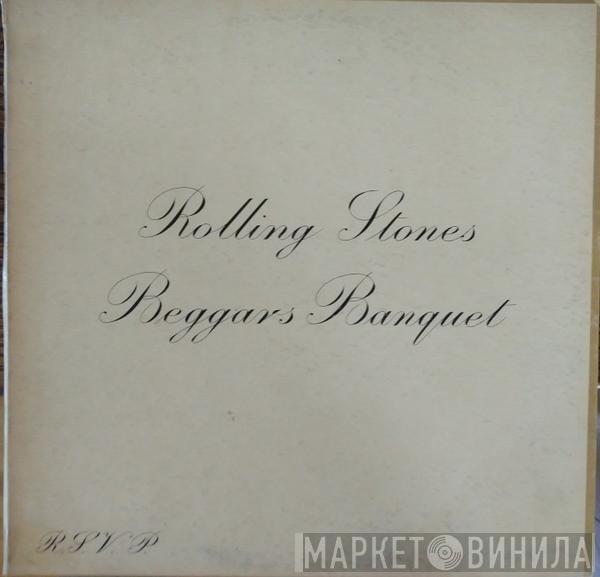 Rolling Stones
Beggars Banquet
R.S.V.P
МАРКЕТ ВИНИЛА